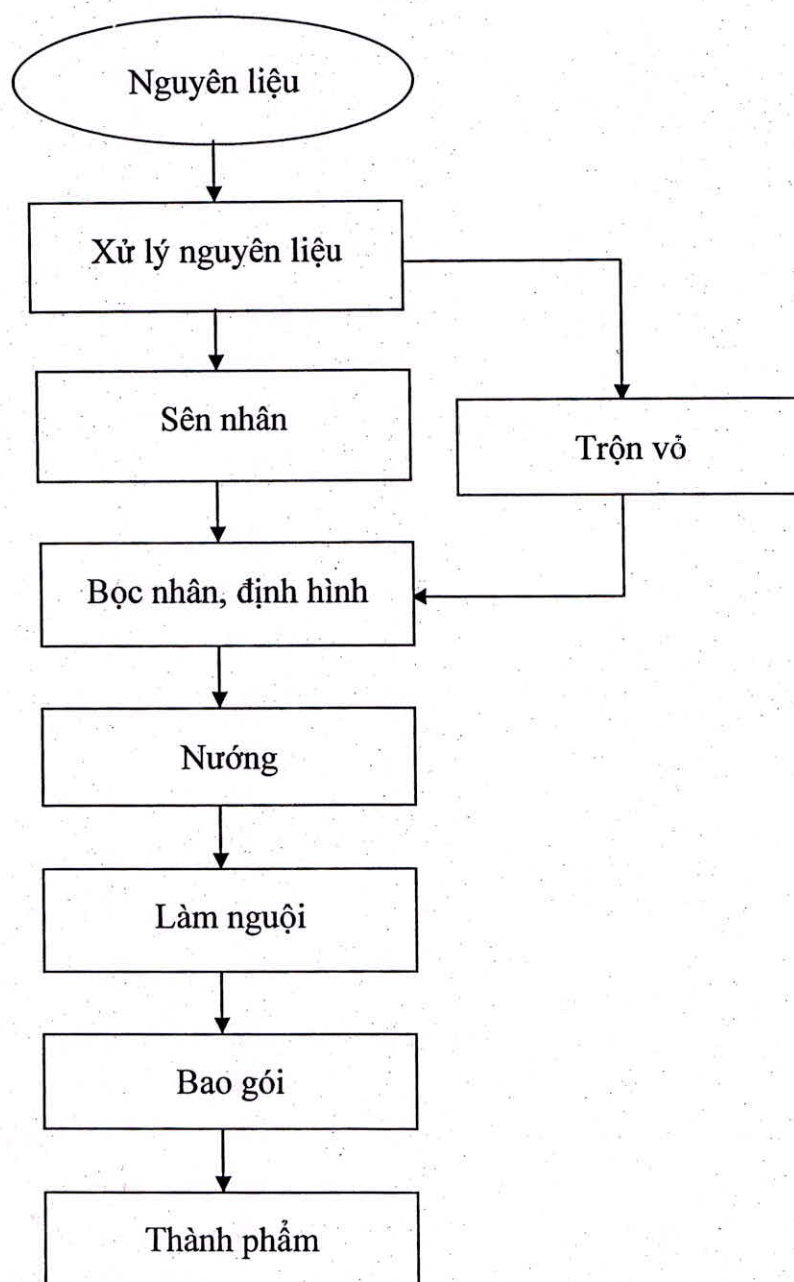 Nguyên liệu
Xử lý nguyên liệu
Sên nhân
Trộn vỏ
Bọc nhân, định hình
Nướng
Làm nguội
Bao gói
Thành phẩm